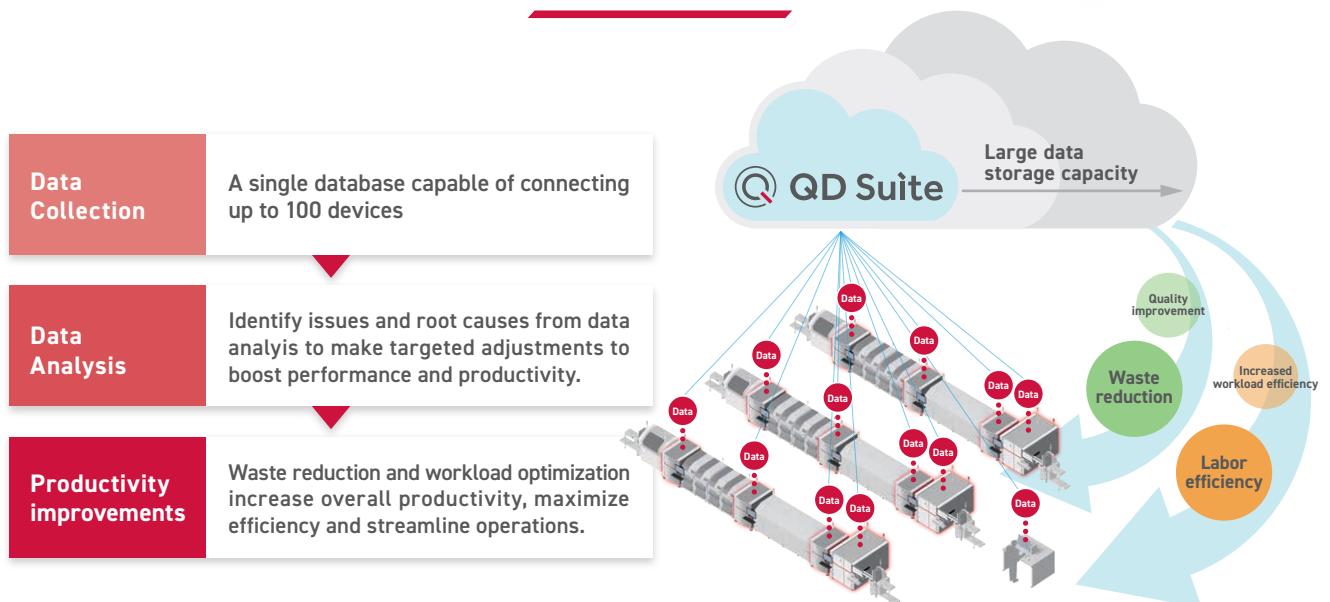 Data
Collection
A single database capable of connecting
up to 100 devices
Data
Analysis
Identify issues and root causes from data
analyis to make targeted adjustments to
boost performance and productivity.
Productivity
improvements
Waste reduction and workload optimization
increase overall productivity, maximize
efficiency and streamline operations.
QD Suite
Large data
storage capacity
Data
Data
Data
Data
Data
Data
Data
Data
Data
Data
Data
Data
Data
Quality
improvement
Waste
reduction
Increased
workload efficiency
Labor
efficiency